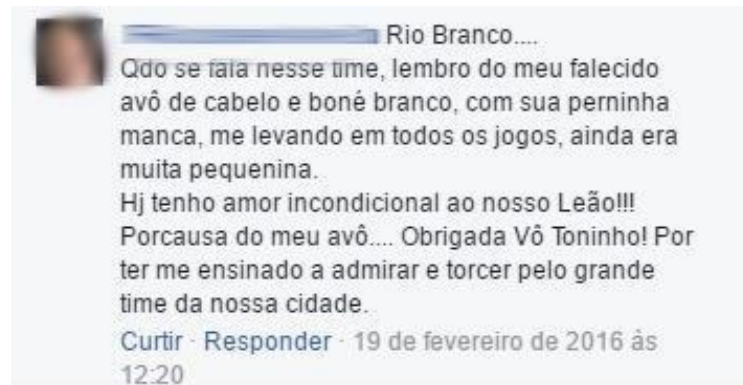 Rio Branco....
Qdo se fala nesse time, lembro do meu falecido
avô de cabelo e boné branco, com sua perninha
manca, me levando em todos os jogos, ainda era
muita pequenina.
Hj tenho amor incondicional ao nosso Leão!!!
Porcausa do meu avô.... Obrigada Vô Toninho! Por
ter me ensinado a admirar e torcer pelo grande
time da nossa cidade.
Curtir · Responder · 19 de fevereiro de 2016 às
12:20